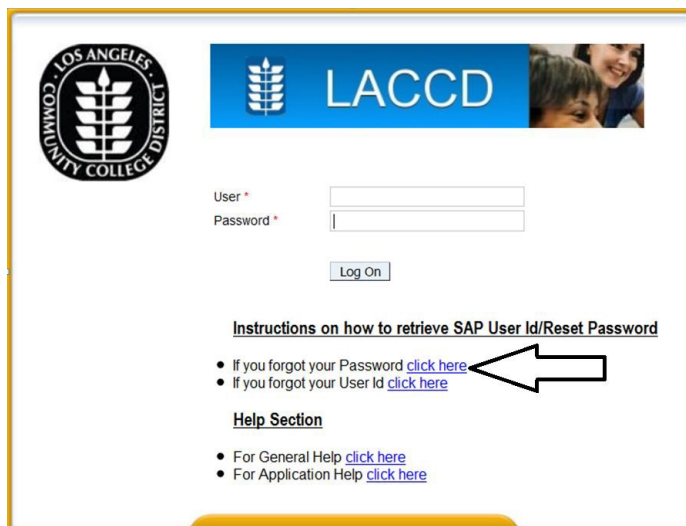 LOS ANGELES
COMMUNITY COLLEGE DISTRICT
LACCD
User *
Password *
Log On
Instructions on how to retrieve SAP User Id/Reset Password
If you forgot your Password click here
If you forgot your User Id click here
Help Section
For General Help click here
For Application Help click here